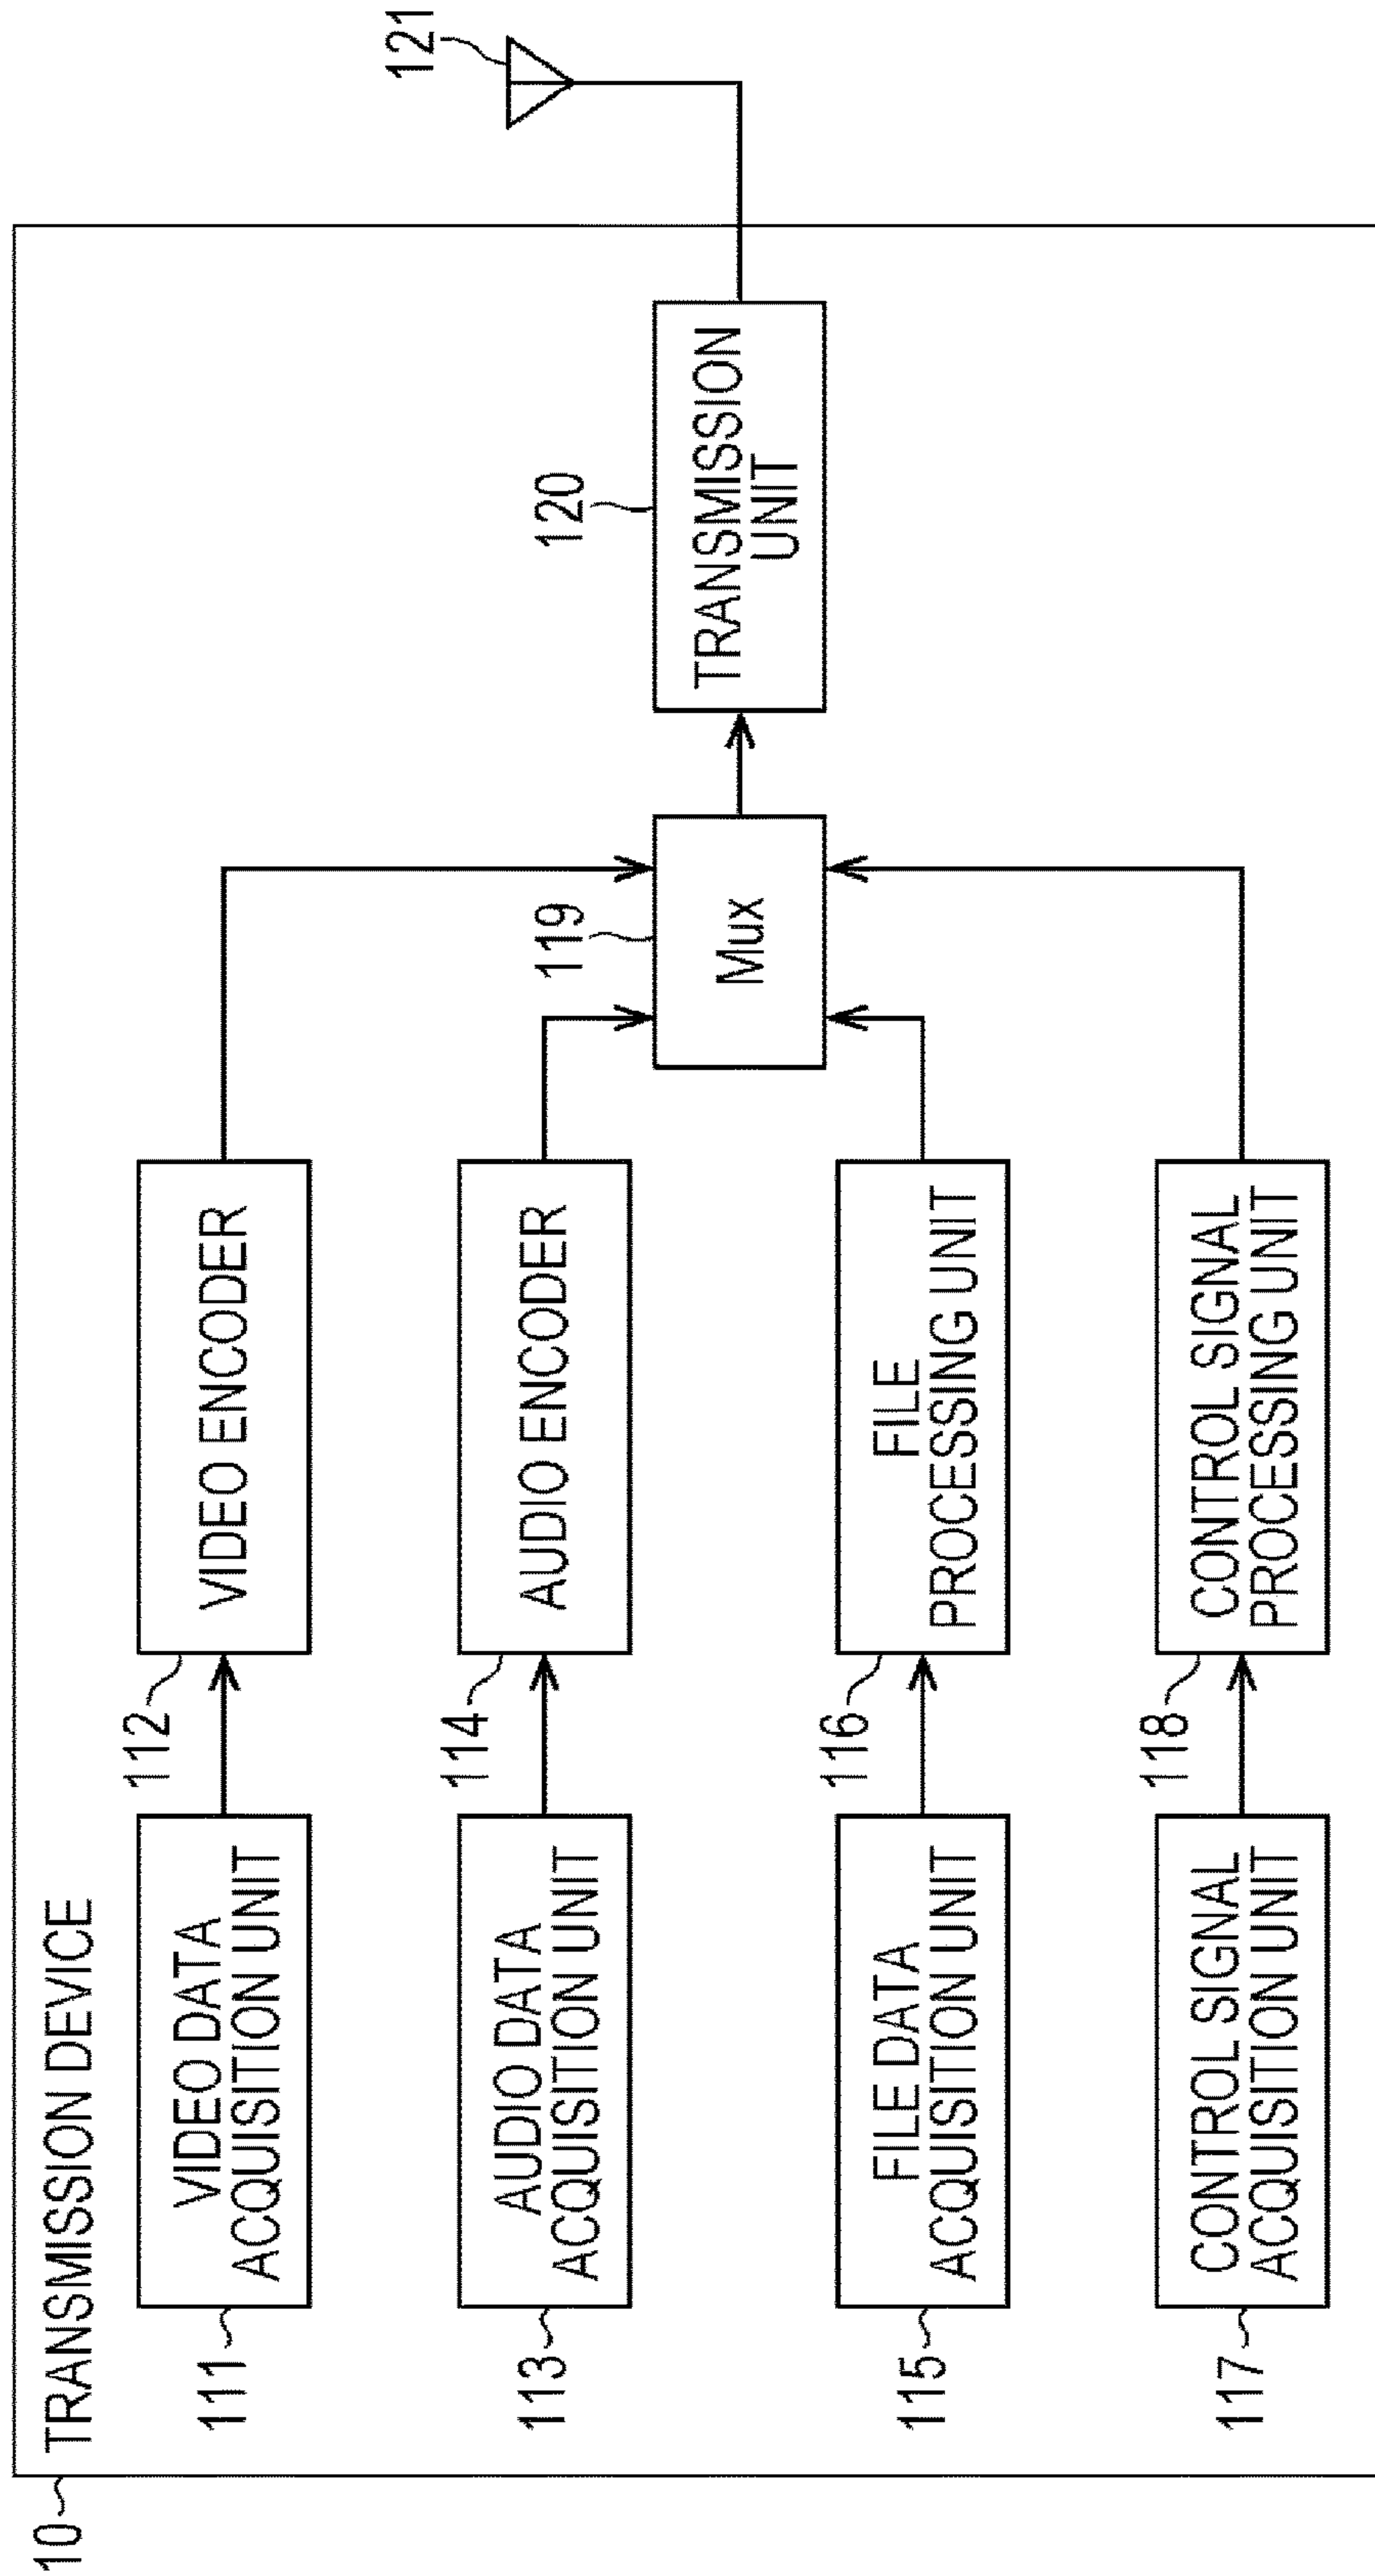 10
TRANSMISSION DEVICE
111
VIDEO DATA
ACQUISITION UNIT
112
VIDEO ENCODER
113
AUDIO DATA
ACQUISITION UNIT
114
AUDIO ENCODER
115
FILE DATA
ACQUISITION UNIT
116
FILE
PROCESSING UNIT
117
CONTROL SIGNAL
ACQUISITION UNIT
118
CONTROL SIGNAL
PROCESSING UNIT
119
Mux
120
TRANSMISSION
UNIT
121